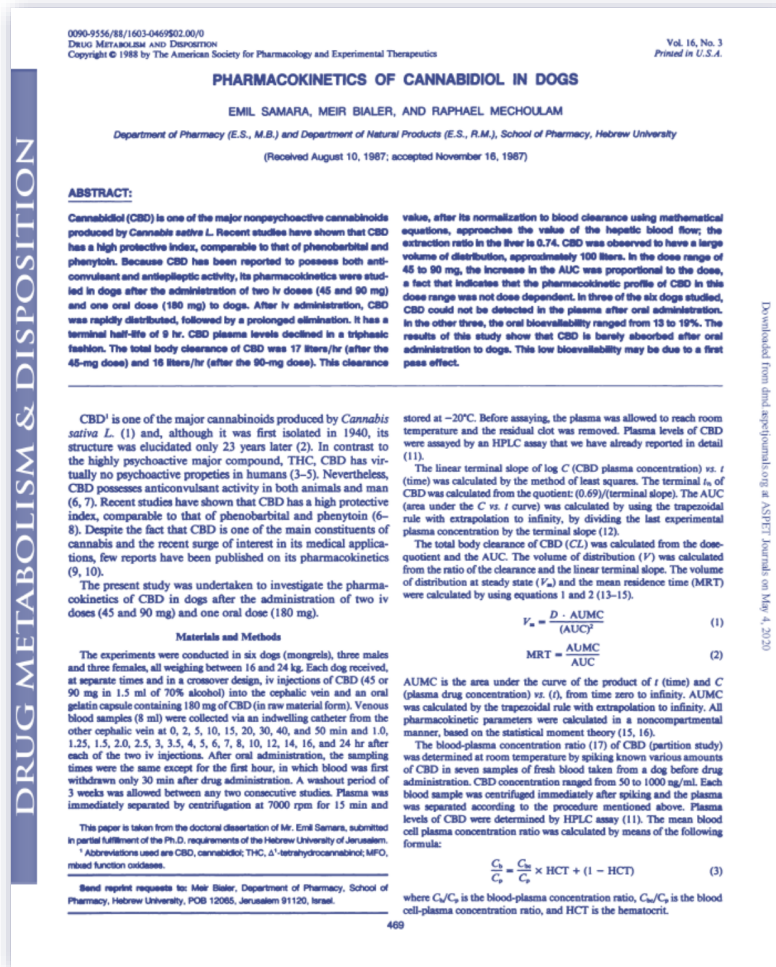 0090-9556/88/1603-0469$02.00/0
DRUG METABOLISM AND DISPOSITION
Copyright © 1988 by The American Society for Pharmacology and Experimental Therapeutics
Vol. 16, No. 3
Printed in U.S.A.
PHARMACOKINETICS OF CANNABIDIOL IN DOGS
EMIL SAMARA, MEIR BIALER, AND RAPHAEL MECHOULAM
Department of Pharmacy (E.S., M.B.) and Department of Natural Products (E.S., R.M.), School of Pharmacy, Hebrew University
(Received August 10, 1987; accepted November 16, 1987)
ABSTRACT:
Cannabidiol (CBD) is one of the major nonpsychoactive cannabinoids
produced by Cannabis sativa L. Recent studies have shown that CBD
has a high protective index, comparable to that of phenobarbital and
phenytoin. Because CBD has been reported to possess both anti-
convulsant and antiepileptic activity, its pharmacokinetics were stud-
ied in dogs after the administration of two iv doses (45 and 90 mg)
and one oral dose (180 mg) to dogs. After iv administration, CBD
was rapidly distributed, followed by a prolonged elimination. It has a
terminal half-life of 9 hr. CBD plasma levels declined in a triphasic
fashion. The total body clearance of CBD was 17 liters/hr (after the
45-mg dose) and 16 liters/hr (after the 90-mg dose). This clearance
value, after its normalization to blood clearance using mathematical
equations, approaches the value of the hepatic blood flow; the
extraction ratio in the liver is 0.74. CBD was observed to have a large
volume of distribution, approximately 100 liters. In the dose range of
45 to 90 mg, the increase in the AUC was proportional to the dose,
a fact that indicates that the pharmacokinetic profile of CBD in this
dose range was not dose dependent. In three of the six dogs studied,
CBD could not be detected in the plasma after oral administration.
In the other three, the oral bioavailability ranged from 13 to 19%. The
results of this study show that CBD is barely absorbed after oral
administration to dogs. This low bioavailability may be due to a first
pass effect.
CBD¹ is one of the major cannabinoids produced by Cannabis
sativa L. (1) and, although it was first isolated in 1940, its
structure was elucidated only 23 years later (2). In contrast to
the highly psychoactive major compound, THC, CBD has vir-
tually no psychoactive propeties in humans (3–5). Nevertheless,
CBD possesses anticonvulsant activity in both animals and man
(6, 7). Recent studies have shown that CBD has a high protective
index, comparable to that of phenobarbital and phenytoin (6–
8). Despite the fact that CBD is one of the main constituents of
cannabis and the recent surge of interest in its medical applica-
tions, few reports have been published on its pharmacokinetics
(9, 10).
The present study was undertaken to investigate the pharma-
cokinetics of CBD in dogs after the administration of two iv
doses (45 and 90 mg) and one oral dose (180 mg).
Materials and Methods
The experiments were conducted in six dogs (mongrels), three males
and three females, all weighing between 16 and 24 kg. Each dog received,
at separate times and in a crossover design, iv injections of CBD (45 or
90 mg in 1.5 ml of 70% alcohol) into the cephalic vein and an oral
gelatin capsule containing 180 mg of CBD (in raw material form). Venous
blood samples (8 ml) were collected via an indwelling catheter from the
other cephalic vein at 0, 2, 5, 10, 15, 20, 30, 40, and 50 min and 1.0,
1.25, 1.5, 2.0, 2.5, 3, 3.5, 4, 5, 6, 7, 8, 10, 12, 14, 16, and 24 hr after
each of the two iv injections. After oral administration, the sampling
times were the same except for the first hour, in which blood was first
withdrawn only 30 min after drug administration. A washout period of
3 weeks was allowed between any two consecutive studies. Plasma was
immediately separated by centrifugation at 7000 rpm for 15 min and
This paper is taken from the doctoral dissertation of Mr. Emil Samara, submitted
in partial fulfillment of the Ph.D. requirements of the Hebrew University of Jerusalem.
¹ Abbreviations used are CBD, cannabidiol; THC, Δ¹-tetrahydrocannabinol; MFO,
mixed function oxidases.
Send reprint requests to: Meir Bialer, Department of Pharmacy, School of
Pharmacy, Hebrew University, POB 12065, Jerusalem 91120, Israel.
stored at −20°C. Before assaying, the plasma was allowed to reach room
temperature and the residual clot was removed. Plasma levels of CBD
were assayed by an HPLC assay that we have already reported in detail
(11).
The linear terminal slope of log C (CBD plasma concentration) vs. t
(time) was calculated by the method of least squares. The terminal t½ of
CBD was calculated from the quotient: (0.69)/(terminal slope). The AUC
(area under the C vs. t curve) was calculated by using the trapezoidal
rule with extrapolation to infinity, by dividing the last experimental
plasma concentration by the terminal slope (12).
The total body clearance of CBD (CL) was calculated from the dose-
quotient and the AUC. The volume of distribution (V) was calculated
from the ratio of the clearance and the linear terminal slope. The volume
of distribution at steady state (Vss) and the mean residence time (MRT)
were calculated by using equations 1 and 2 (13–15).
Vss = D · AUMC / (AUC)² (1)
MRT = AUMC / AUC (2)
AUMC is the area under the curve of the product of t (time) and C
(plasma drug concentration) vs. (t), from time zero to infinity. AUMC
was calculated by the trapezoidal rule with extrapolation to infinity. All
pharmacokinetic parameters were calculated in a noncompartmental
manner, based on the statistical moment theory (15, 16).
The blood-plasma concentration ratio (17) of CBD (partition study)
was determined at room temperature by spiking known various amounts
of CBD in seven samples of fresh blood taken from a dog before drug
administration. CBD concentration ranged from 50 to 1000 ng/ml. Each
blood sample was centrifuged immediately after spiking and the plasma
was separated according to the procedure mentioned above. Plasma
levels of CBD were determined by HPLC assay (11). The mean blood
cell plasma concentration ratio was calculated by means of the following
formula:
Cb/Cp = Cbc/Cp × HCT + (1 − HCT) (3)
where Cb/Cp is the blood-plasma concentration ratio, Cbc/Cp is the blood
cell-plasma concentration ratio, and HCT is the hematocrit.
469
DRUG METABOLISM & DISPOSITION
Downloaded from dmd.aspetjournals.org at ASPET Journals on May 4, 2020